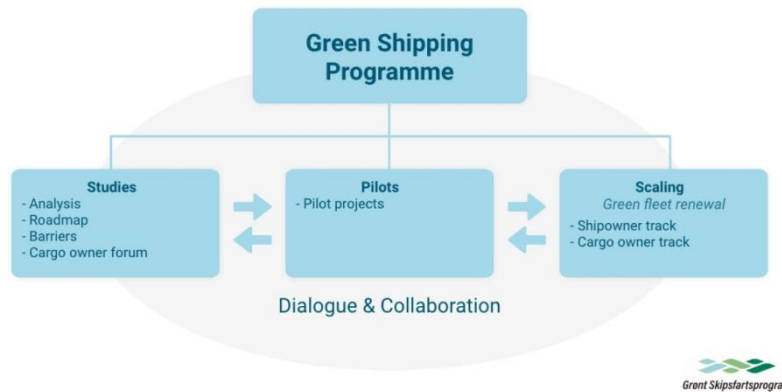 Green Shipping
Programme
Studies
- Analysis
- Roadmap
- Barriers
- Cargo owner forum
Pilots
- Pilot projects
Scaling
Green fleet renewal
- Shipowner track
- Cargo owner track
Dialogue & Collaboration